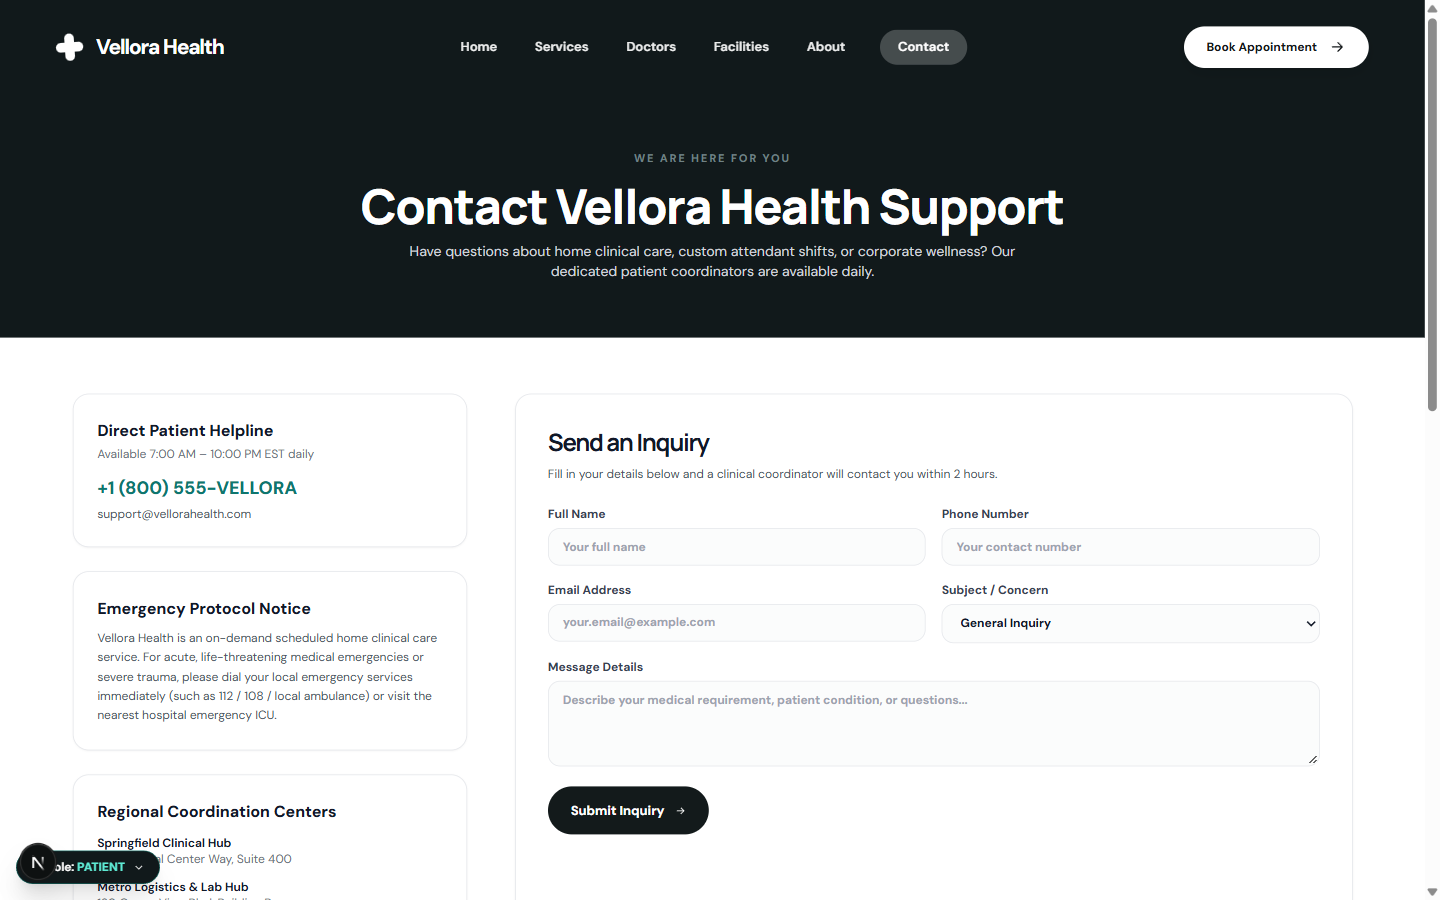 Vellora Health
Home
Services
Doctors
Facilities
About
Contact
Book Appointment
WE ARE HERE FOR YOU
Contact Vellora Health Support
Have questions about home clinical care, custom attendant shifts, or corporate wellness? Our
dedicated patient coordinators are available daily.
Direct Patient Helpline
Available 7:00 AM – 10:00 PM EST daily
+1 (800) 555-VELLORA
support@vellorahealth.com
Emergency Protocol Notice
Vellora Health is an on-demand scheduled home clinical care
service. For acute, life-threatening medical emergencies or
severe trauma, please dial your local emergency services
immediately (such as 112 / 108 / local ambulance) or visit the
nearest hospital emergency ICU.
Regional Coordination Centers
Springfield Clinical Hub
Center Way, Suite 400
Metro Logistics & Lab Hub
N
PATIENT
Send an Inquiry
Fill in your details below and a clinical coordinator will contact you within 2 hours.
Full Name
Your full name
Phone Number
Your contact number
Email Address
your.email@example.com
Subject / Concern
General Inquiry
Message Details
Describe your medical requirement, patient condition, or questions...
Submit Inquiry